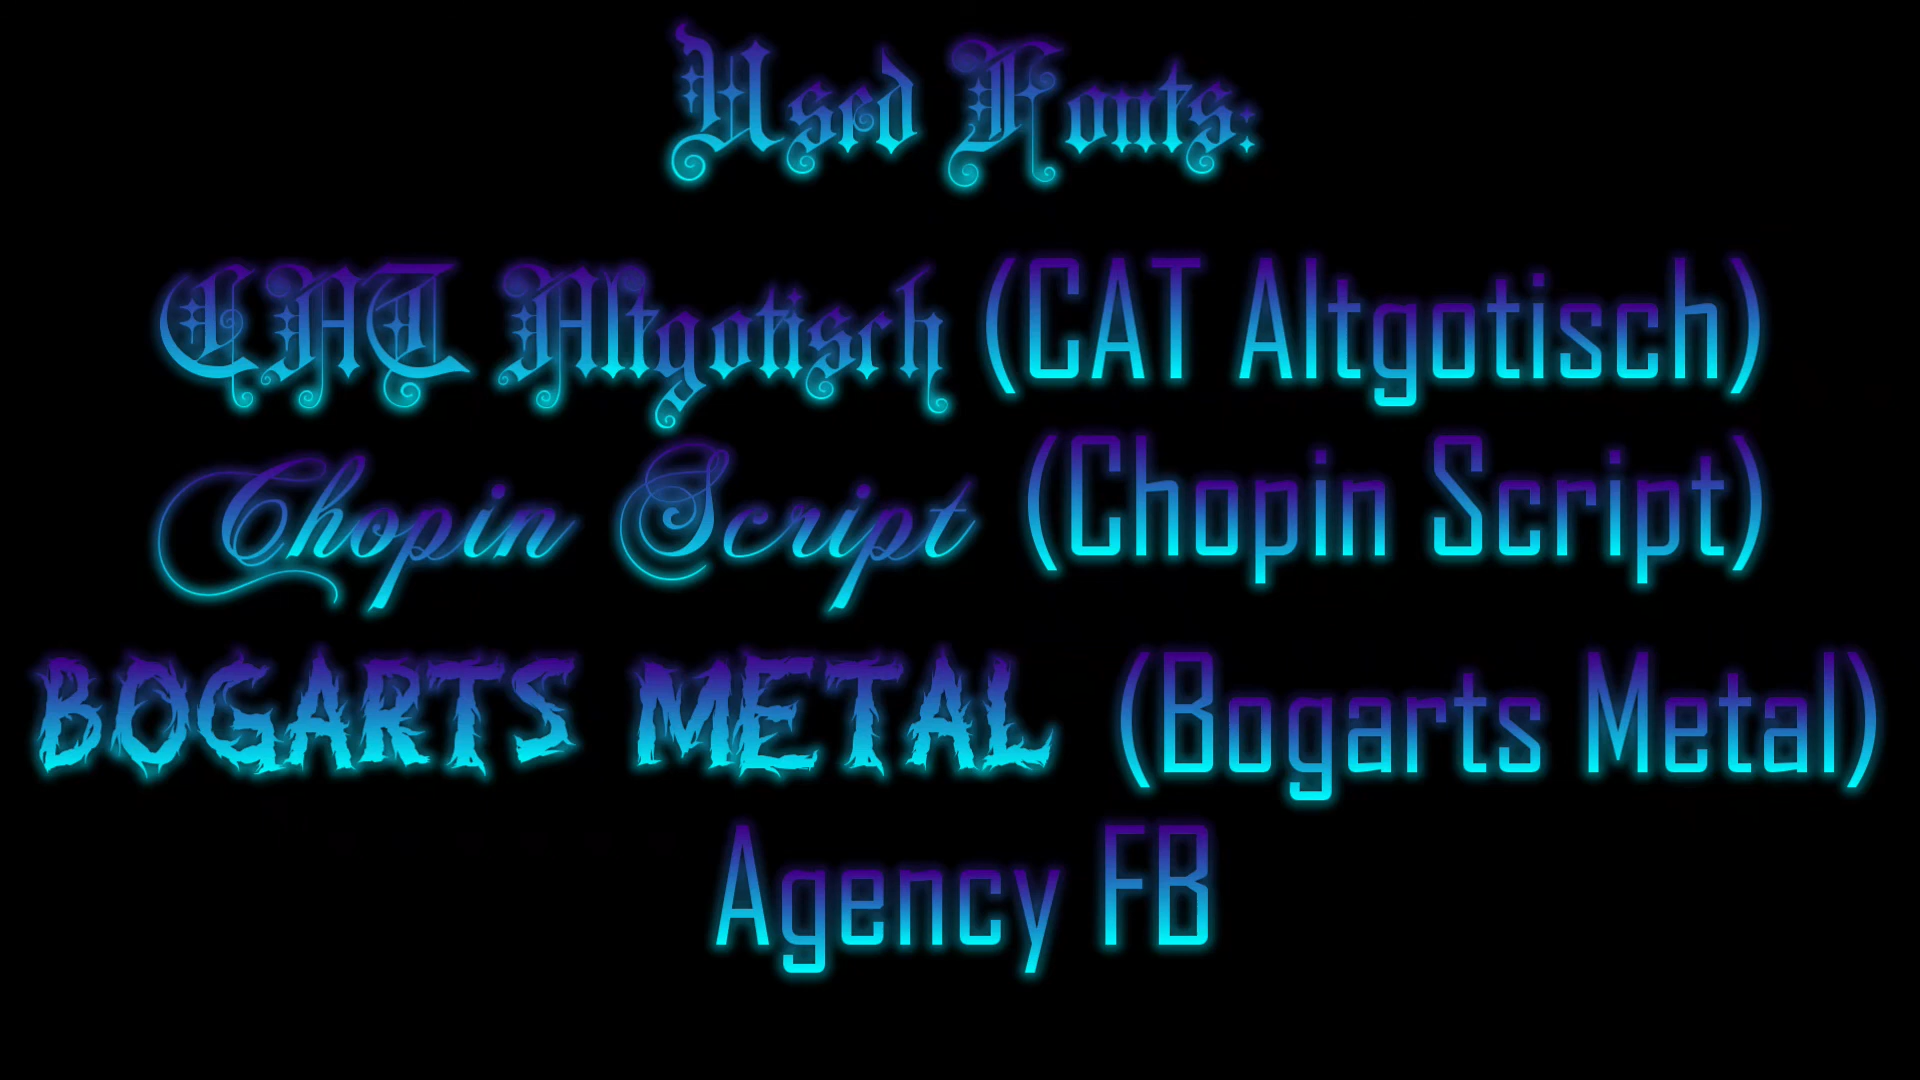 Used Fonts:
CAT Altgotisch (CAT Altgotisch)
Chopin Script (Chopin Script)
BOGARTS METAL (Bogarts Metal)
Agency FB